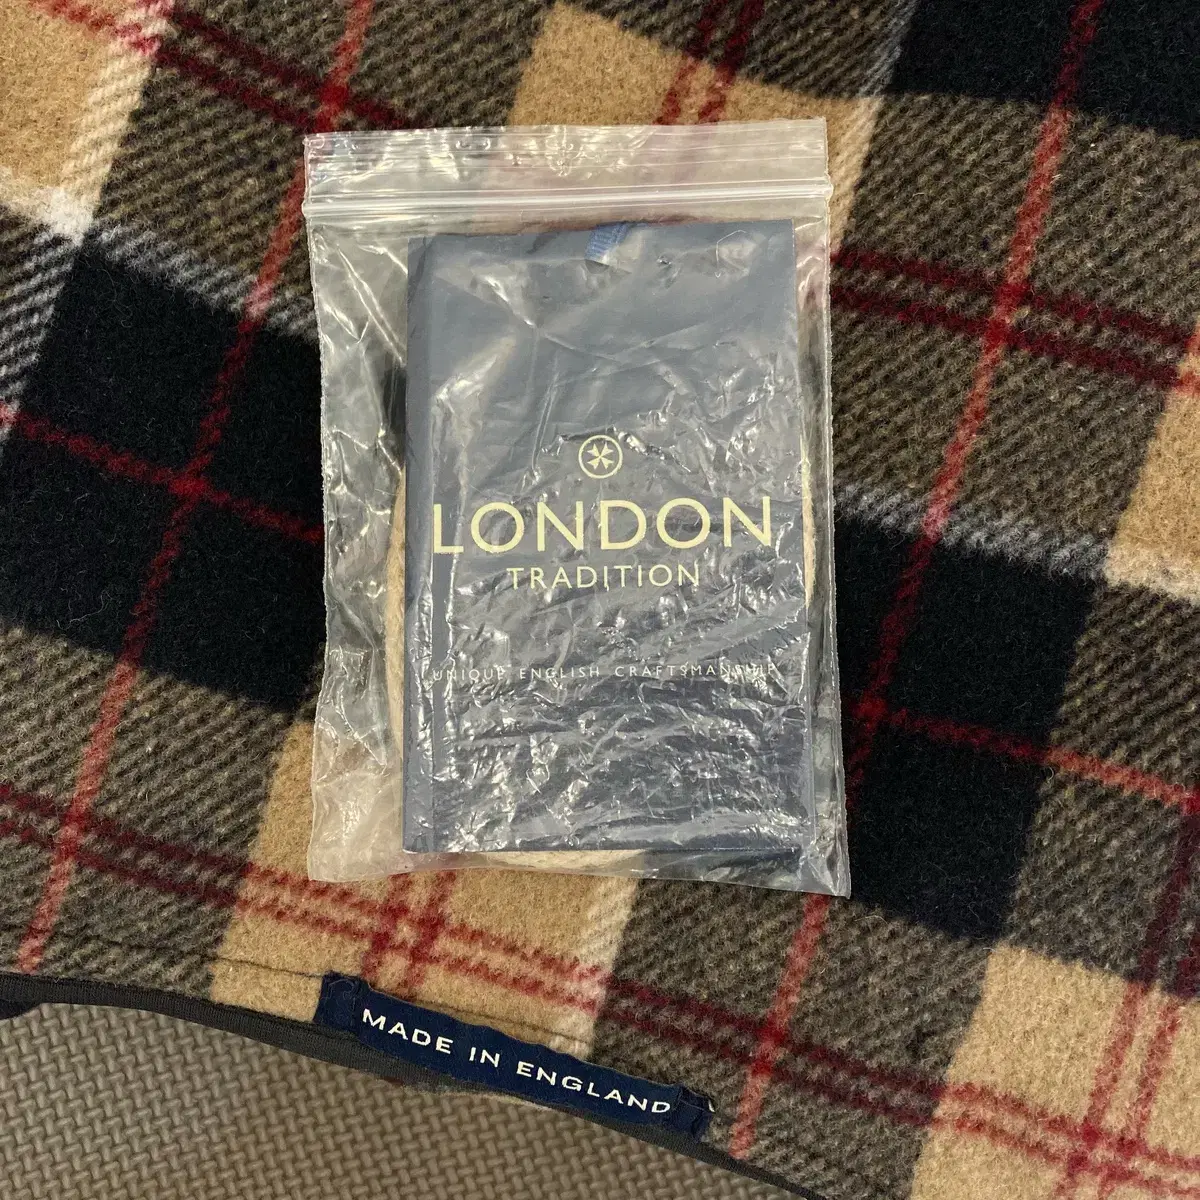 LONDON
TRADITION
UNIQUE ENGLISH CRAFTSMANSHIP
MADE IN ENGLAND